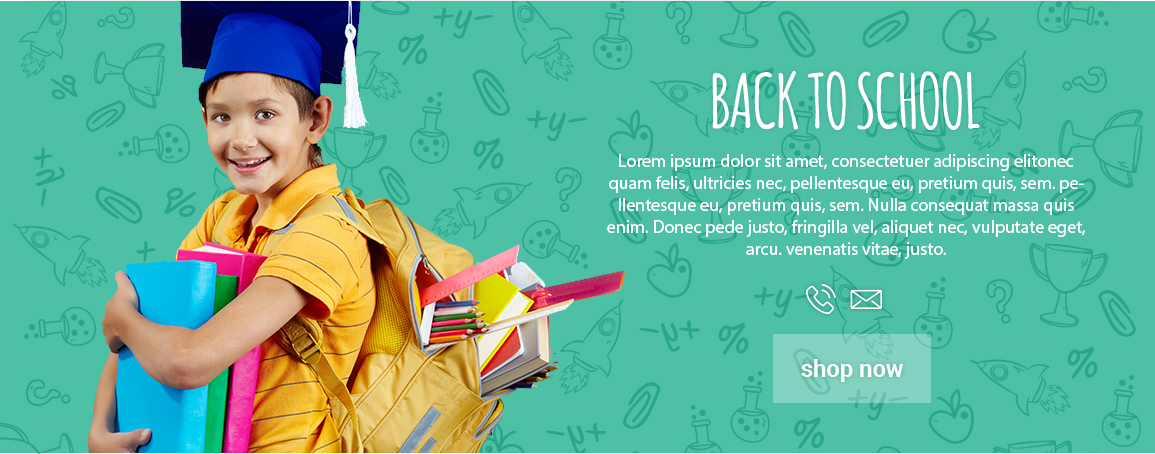 BACK TO SCHOOL
Lorem ipsum dolor sit amet, consectetuer adipiscing elitonec
quam felis, ultricies nec, pellentesque eu, pretium quis, sem. pe-
llentesque eu, pretium quis, sem. Nulla consequat massa quis
enim. Donec pede justo, fringilla vel, aliquet nec, vulputate eget,
arcu. venenatis vitae, justo.
shop now